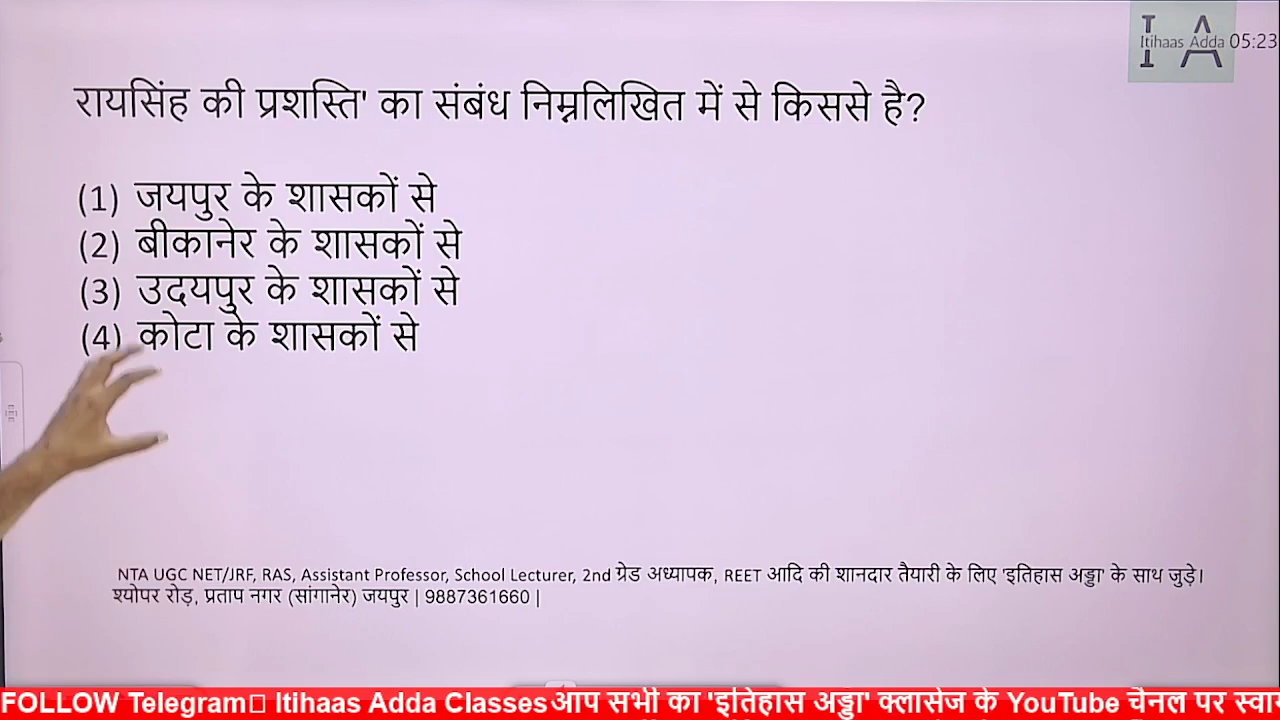 I A
Itihaas Adda 05:23
रायसिंह की प्रशस्ति' का संबंध निम्नलिखित में से किससे है?
(1) जयपुर के शासकों से
(2) बीकानेर के शासकों से
(3) उदयपुर के शासकों से
(4) कोटा के शासकों से
NTA UGC NET/JRF, RAS, Assistant Professor, School Lecturer, 2nd ग्रेड अध्यापक, REET आदि की शानदार तैयारी के लिए 'इतिहास अड्डा' के साथ जुड़े।
श्योपर रोड़, प्रताप नगर (सांगानेर) जयपुर | 9887361660 |
FOLLOW Telegram Itihaas Adda Classes आप सभी का 'इतिहास अड्डा' क्लासेज के YouTube चैनल पर